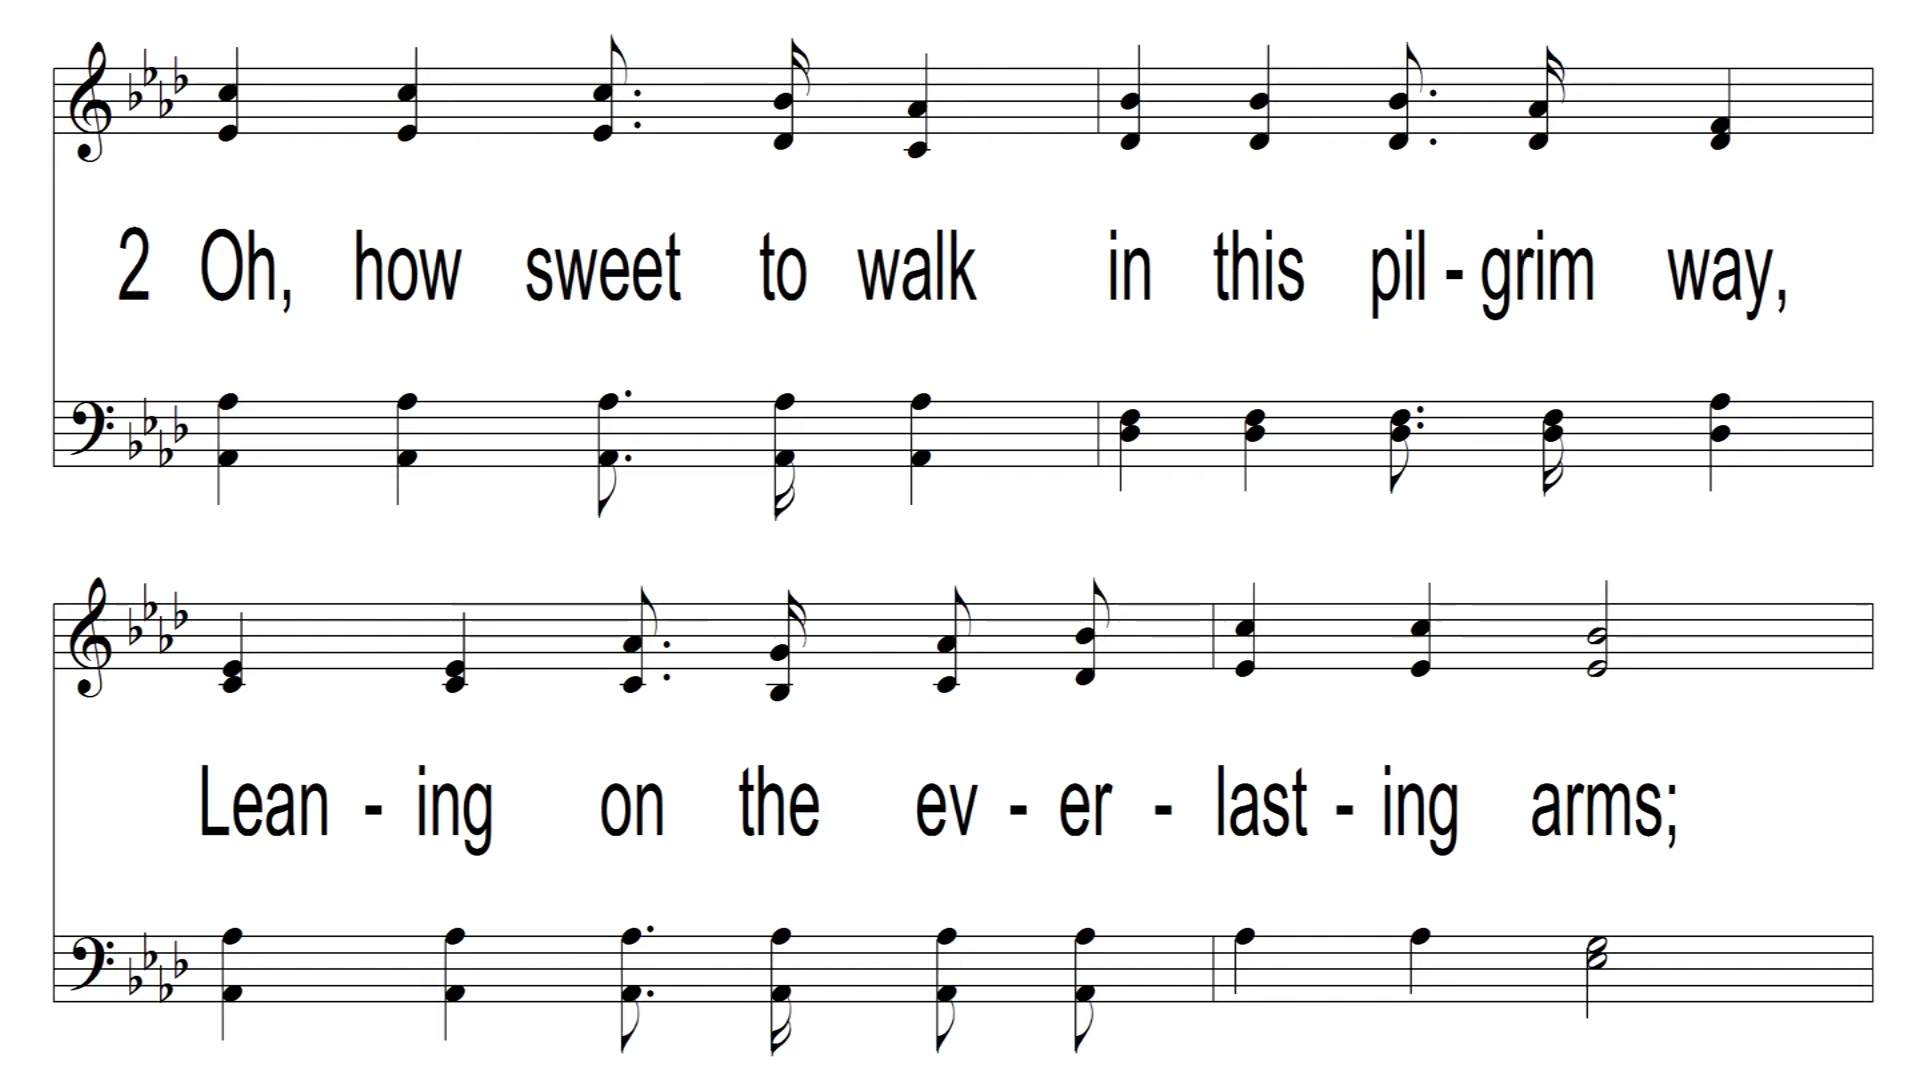 2 Oh, how sweet to walk in this pil - grim way,
Lean - ing on the ev - er - last - ing arms;